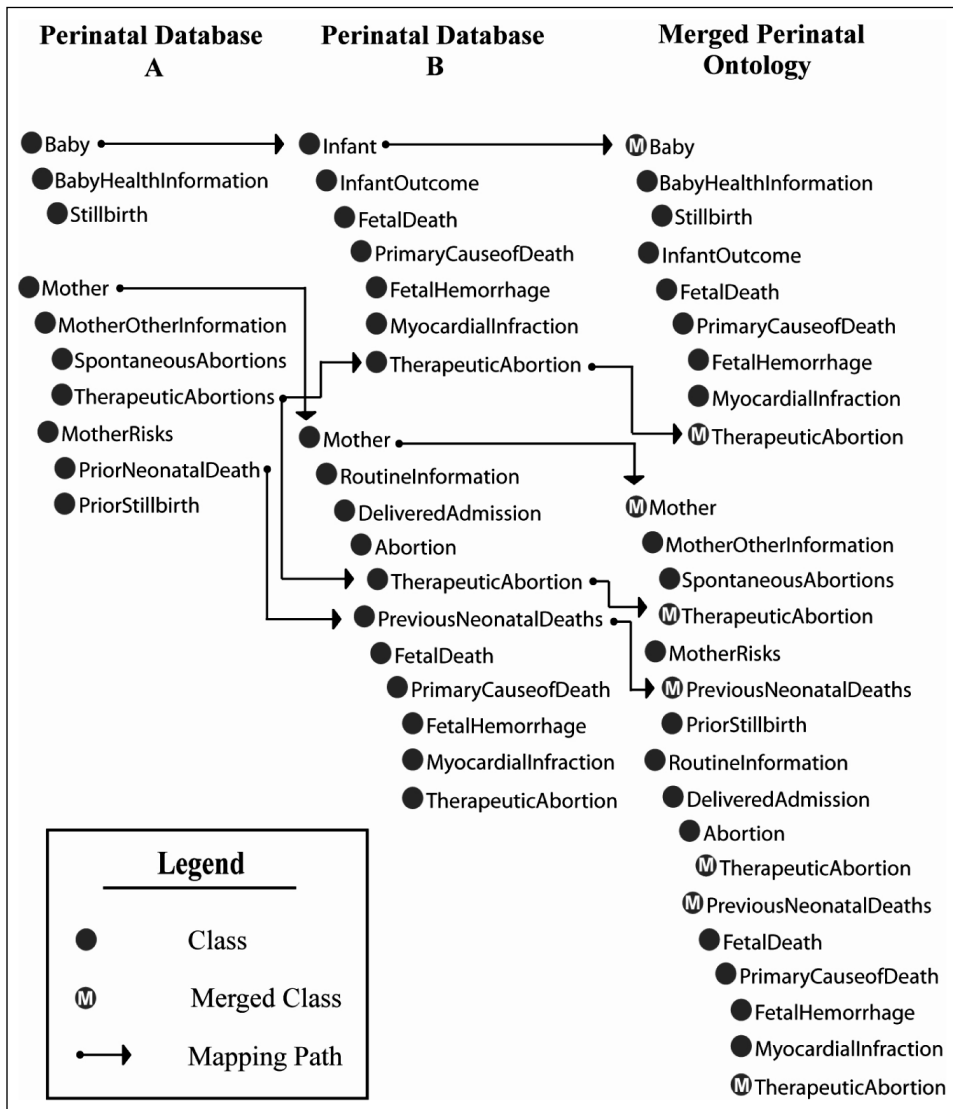 Perinatal Database
A
Baby
BabyHealthInformation
Stillbirth
Mother
MotherOtherInformation
SpontaneousAbortions
TherapeuticAbortions
MotherRisks
PriorNeonatalDeath
PriorStillbirth
Perinatal Database
B
Infant
InfantOutcome
FetalDeath
PrimaryCauseofDeath
FetalHemorrhage
MyocardialInfraction
TherapeuticAbortion
Mother
RoutineInformation
DeliveredAdmission
Abortion
TherapeuticAbortion
PreviousNeonatalDeaths
FetalDeath
PrimaryCauseofDeath
FetalHemorrhage
MyocardialInfraction
TherapeuticAbortion
Merged Perinatal
Ontology
M Baby
BabyHealthInformation
Stillbirth
InfantOutcome
FetalDeath
PrimaryCauseofDeath
FetalHemorrhage
MyocardialInfraction
M TherapeuticAbortion
M Mother
MotherOtherInformation
SpontaneousAbortions
M TherapeuticAbortion
MotherRisks
M PreviousNeonatalDeaths
PriorStillbirth
RoutineInformation
DeliveredAdmission
Abortion
M TherapeuticAbortion
M PreviousNeonatalDeaths
FetalDeath
PrimaryCauseofDeath
FetalHemorrhage
MyocardialInfraction
M TherapeuticAbortion
Legend
Class
M Merged Class
Mapping Path